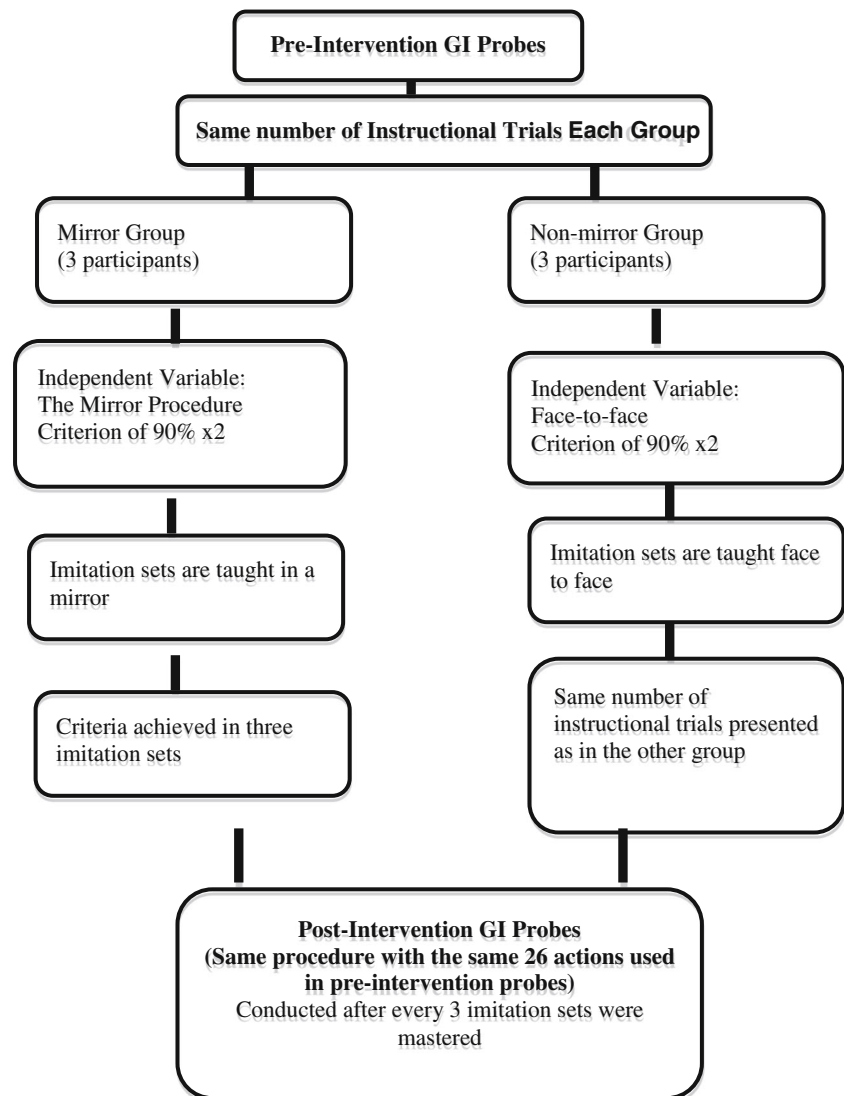 Pre-Intervention GI Probes
Same number of Instructional Trials Each Group
Mirror Group
(3 participants)
Non-mirror Group
(3 participants)
Independent Variable:
The Mirror Procedure
Criterion of 90% x2
Independent Variable:
Face-to-face
Criterion of 90% x2
Imitation sets are taught in a
mirror
Imitation sets are taught face
to face
Criteria achieved in three
imitation sets
Same number of
instructional trials presented
as in the other group
Post-Intervention GI Probes
(Same procedure with the same 26 actions used
in pre-intervention probes)
Conducted after every 3 imitation sets were
mastered